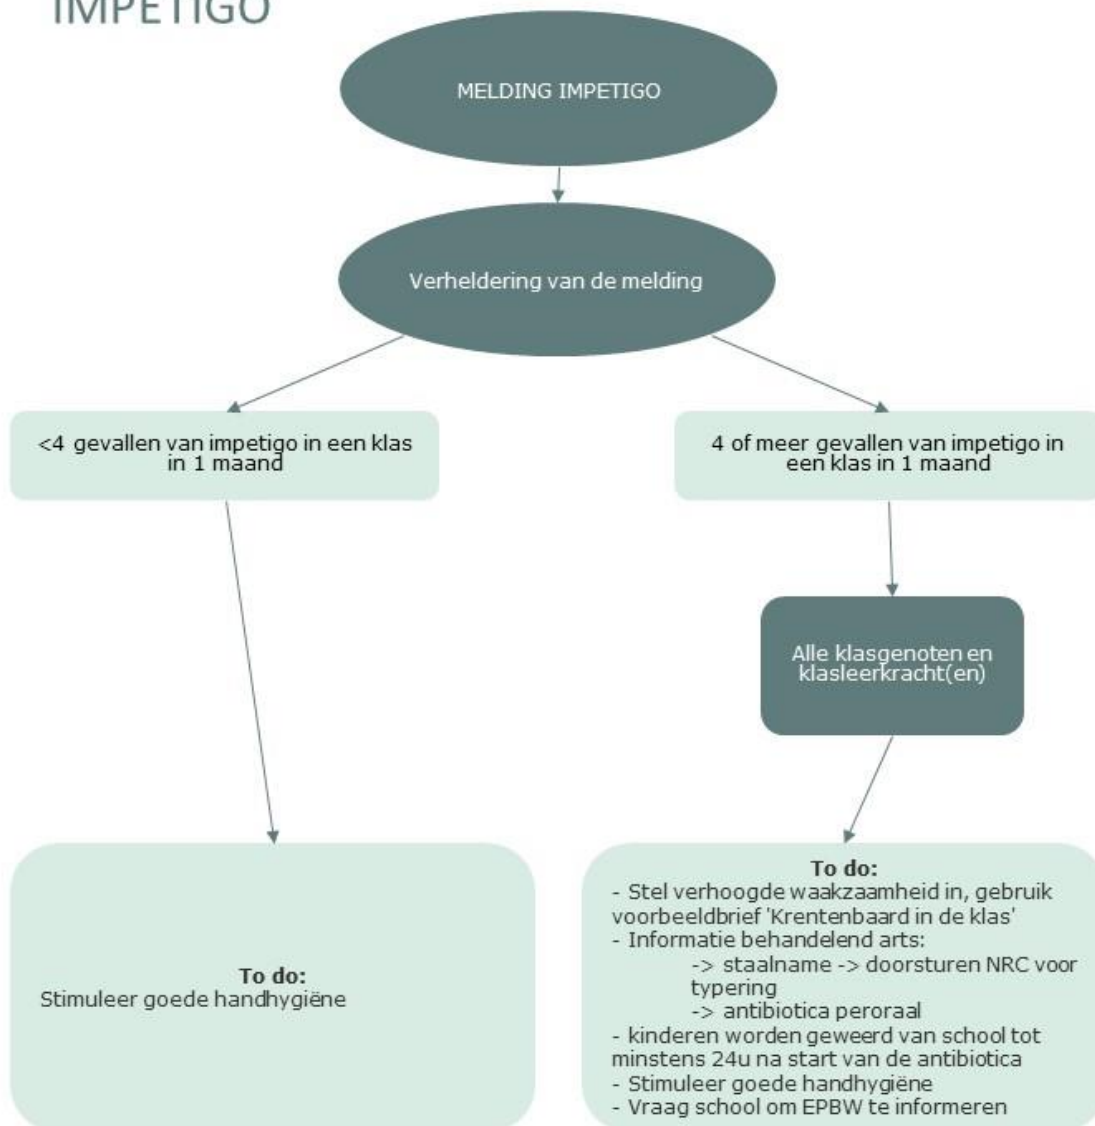 IMPETIGO
MELDING IMPETIGO
Verheldering van de melding
<4 gevallen van impetigo in een klas
in 1 maand
4 of meer gevallen van impetigo in
een klas in 1 maand
Alle klasgenoten en
klasleerkracht(en)
To do:
Stimuleer goede handhygiëne
To do:
- Stel verhoogde waakzaamheid in, gebruik
voorbeeldbrief 'Krentenbaard in de klas'
- Informatie behandelend arts:
-> staalname -> doorsturen NRC voor
typering
-> antibiotica peroraal
- kinderen worden geweerd van school tot
minstens 24u na start van de antibiotica
- Stimuleer goede handhygiëne
- Vraag school om EPBW te informeren